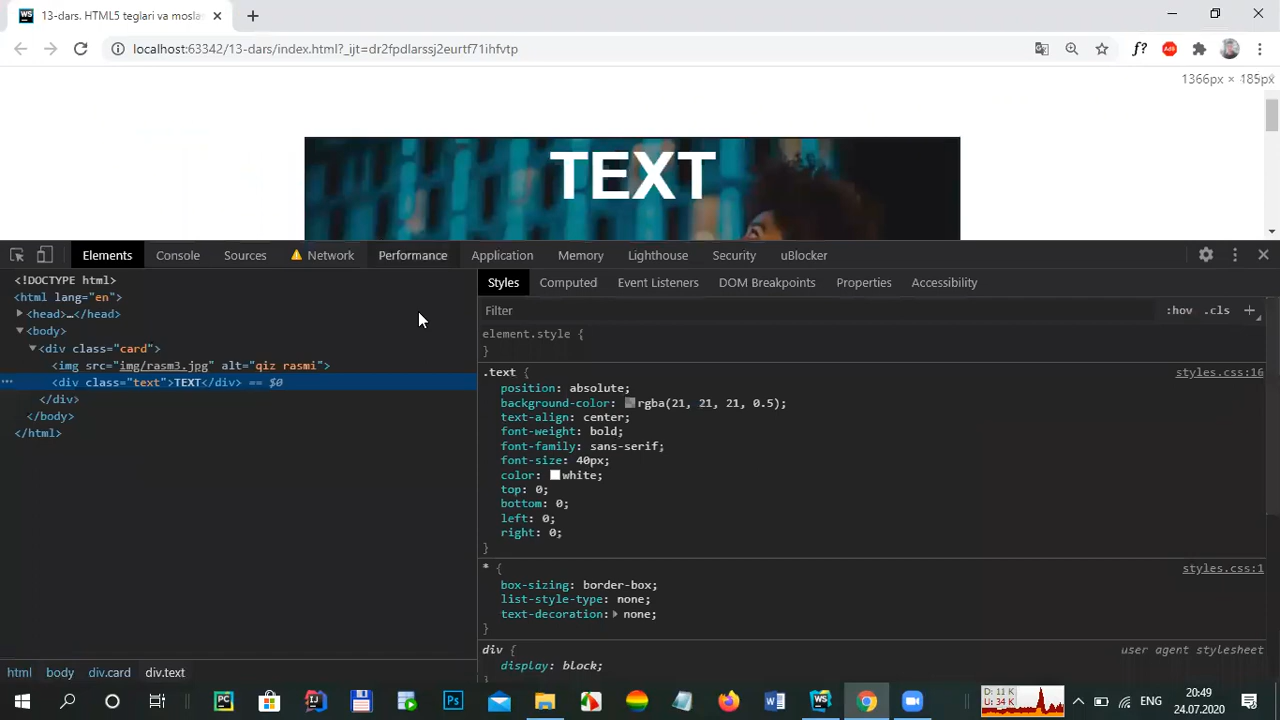 13-dars. HTML5 teglari va mosla
localhost:63342/13-dars/index.html?_ijt=dr2fpdlarssj2eurtf71ihfvtp
1366px × 485px
TEXT
Elements Console Sources Network Performance Application Memory Lighthouse Security uBlocker
<!DOCTYPE html>
<html lang="en">
<head>…</head>
<body>
<div class="card">
<img src="img/rasm3.jpg" alt="qiz rasmi">
<div class="text">TEXT</div> == $0
</div>
</body>
</html>
html body div.card div.text
Styles Computed Event Listeners DOM Breakpoints Properties Accessibility
Filter :hov .cls +
element.style {
}
.text { styles.css:16
position: absolute;
background-color: rgba(21, 21, 21, 0.5);
text-align: center;
font-weight: bold;
font-family: sans-serif;
font-size: 40px;
color: white;
top: 0;
bottom: 0;
left: 0;
right: 0;
}
* { styles.css:1
box-sizing: border-box;
list-style-type: none;
text-decoration: none;
}
div { user agent stylesheet
display: block;
D: 11 K
U: 34 K
ENG
20:49
24.07.2020